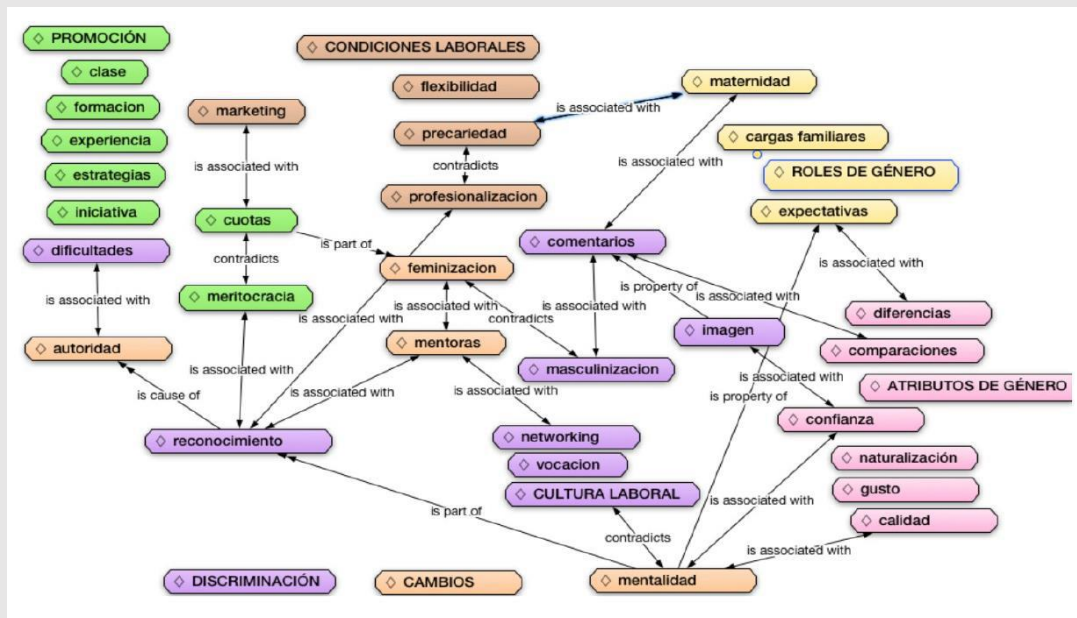 PROMOCIÓN
CONDICIONES LABORALES
clase
flexibilidad
maternidad
formacion
marketing
is associated with
experiencia
precariedad
cargas familiares
is associated with
contradicts
is associated with
estrategias
ROLES DE GÉNERO
profesionalizacion
iniciativa
cuotas
expectativas
dificultades
is part of
comentarios
contradicts
feminizacion
is associated with
is property of
meritocracia
is associated with
is associated with
is associated with
is associated with
contradicts
diferencias
is associated with
imagen
autoridad
mentoras
comparaciones
is associated with
masculinizacion
is associated with
ATRIBUTOS DE GÉNERO
is cause of
is associated with
is associated with
is property of
confianza
reconocimiento
networking
naturalización
vocacion
gusto
CULTURA LABORAL
is associated with
is part of
calidad
contradicts
is associated with
DISCRIMINACIÓN
CAMBIOS
mentalidad